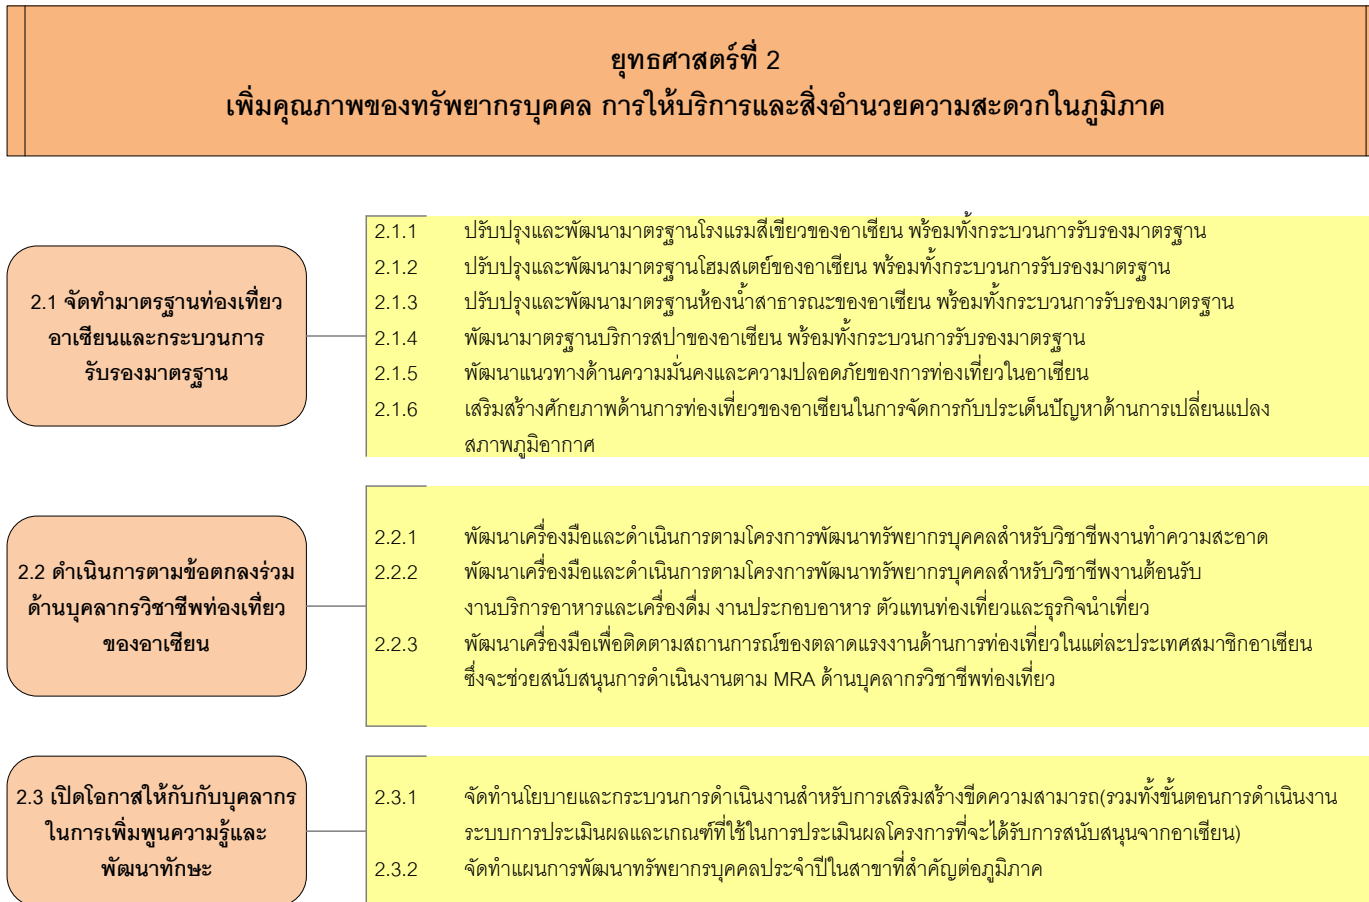 ยุทธศาสตร์ที่ 2
เพิ่มคุณภาพของทรัพยากรบุคคล การให้บริการและสิ่งอำนวยความสะดวกในภูมิภาค
2.1 จัดทำมาตรฐานท่องเที่ยว
อาเซียนและกระบวนการ
รับรองมาตรฐาน
2.1.1 ปรับปรุงและพัฒนามาตรฐานโรงแรมสีเขียวของอาเซียน พร้อมทั้งกระบวนการรับรองมาตรฐาน
2.1.2 ปรับปรุงและพัฒนามาตรฐานโฮมสเตย์ของอาเซียน พร้อมทั้งกระบวนการรับรองมาตรฐาน
2.1.3 ปรับปรุงและพัฒนามาตรฐานห้องน้ำสาธารณะของอาเซียน พร้อมทั้งกระบวนการรับรองมาตรฐาน
2.1.4 พัฒนามาตรฐานบริการสปาของอาเซียน พร้อมทั้งกระบวนการรับรองมาตรฐาน
2.1.5 พัฒนาแนวทางด้านความมั่นคงและความปลอดภัยของการท่องเที่ยวในอาเซียน
2.1.6 เสริมสร้างศักยภาพด้านการท่องเที่ยวของอาเซียนในการจัดการกับประเด็นปัญหาด้านการเปลี่ยนแปลง
สภาพภูมิอากาศ
2.2 ดำเนินการตามข้อตกลงร่วม
ด้านบุคลากรวิชาชีพท่องเที่ยว
ของอาเซียน
2.2.1 พัฒนาเครื่องมือและดำเนินการตามโครงการพัฒนาทรัพยากรบุคคลสำหรับวิชาชีพงานทำความสะอาด
2.2.2 พัฒนาเครื่องมือและดำเนินการตามโครงการพัฒนาทรัพยากรบุคคลสำหรับวิชาชีพงานต้อนรับ
งานบริการอาหารและเครื่องดื่ม งานประกอบอาหาร ตัวแทนท่องเที่ยวและธุรกิจนำเที่ยว
2.2.3 พัฒนาเครื่องมือเพื่อติดตามสถานการณ์ของตลาดแรงงานด้านการท่องเที่ยวในแต่ละประเทศสมาชิกอาเซียน
ซึ่งจะช่วยสนับสนุนการดำเนินงานตาม MRA ด้านบุคลากรวิชาชีพท่องเที่ยว
2.3 เปิดโอกาสให้กับกับบุคลากร
ในการเพิ่มพูนความรู้และ
พัฒนาทักษะ
2.3.1 จัดทำนโยบายและกระบวนการดำเนินงานสำหรับการเสริมสร้างขีดความสามารถ(รวมทั้งขั้นตอนการดำเนินงาน
ระบบการประเมินผลและเกณฑ์ที่ใช้ในการประเมินผลโครงการที่จะได้รับการสนับสนุนจากอาเซียน)
2.3.2 จัดทำแผนการพัฒนาทรัพยากรบุคคลประจำปีในสาขาที่สำคัญต่อภูมิภาค